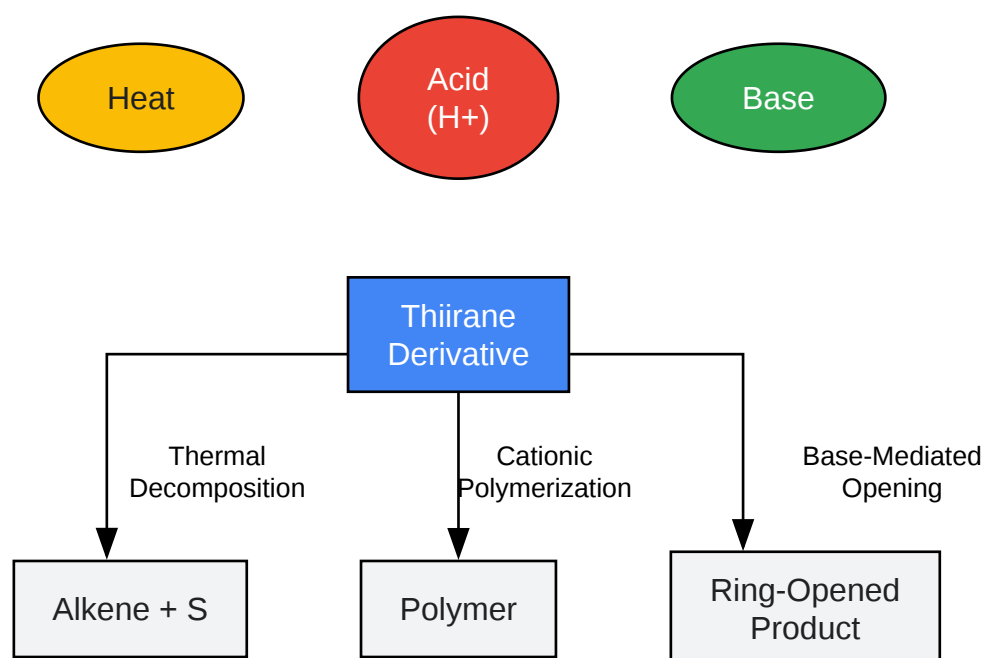 Heat
Acid
(H+)
Base
Thiirane
Derivative
Thermal
Decomposition
Cationic
Polymerization
Base-Mediated
Opening
Alkene + S
Polymer
Ring-Opened
Product